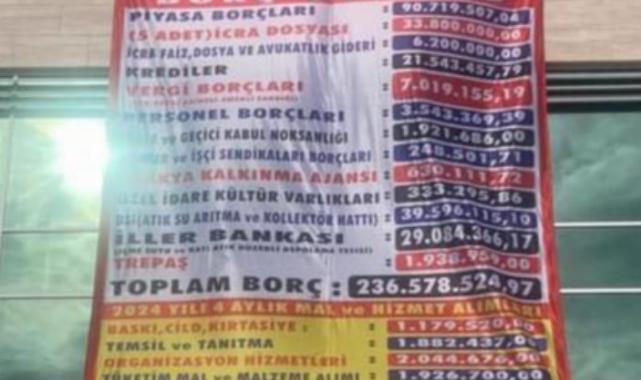 PİYASA BORÇLARI : 90.719.507,04
(5 ADET) İCRA DOSYASI : 33.800.000,00
İCRA FAİZ, DOSYA VE AVUKATLIK GİDERİ : 6.200.000,00
KREDİLER : 21.543.457,79
VERGİ BORÇLARI : 7.019.155,19
PERSONEL BORÇLARI : 3.543.369,39
ve GEÇİCİ KABUL NOKSANLIĞI : 1.921.686,00
ve İŞÇİ SENDİKALARI BORÇLARI : 248.501,71
KALKINMA AJANSI : 630.111,72
ÖZEL İDARE KÜLTÜR VARLIKLARI : 333.295,86
DSİ (ATIK SU ARITMA ve KOLLEKTÖR HATTI) : 39.596.115,10
İLLER BANKASI : 29.084.366,17
TREPAŞ : 1.938.959,00
TOPLAM BORÇ : 236.578.524,97
2024 YILI 4 AYLIK MAL ve HİZMET ALIMLARI
BASKI, CİLD, KIRTASİYE : 1.179.520,
TEMSİL ve TANITMA : 1.882.437,00
ORGANİZASYON HİZMETLERİ : 2.044.676,00
TÜKETİM MAL ve MALZEME ALIMI : 1.926.700,00